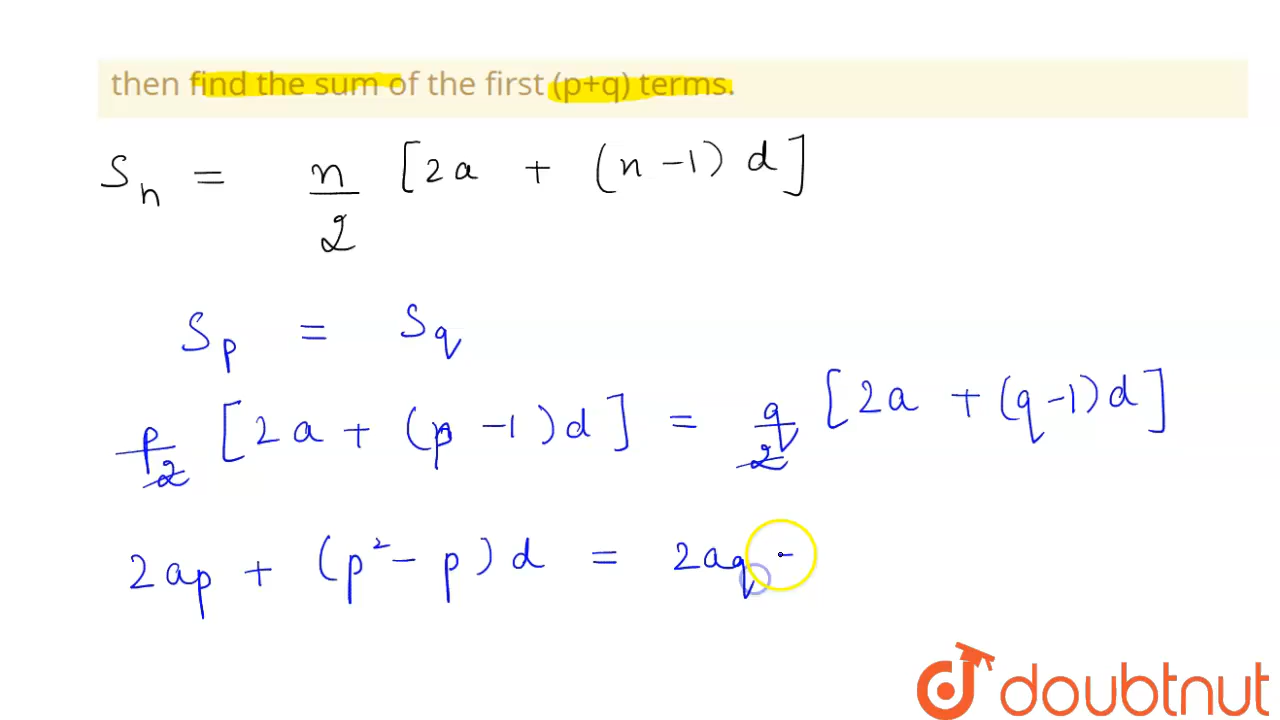 then find the sum of the first (p+q) terms.
Sn = n/2 [2a + (n-1)d]
Sp = Sq
p/2 [2a + (p-1)d] = q/2 [2a + (q-1)d]
2ap + (p² - p)d = 2aq -
doubtnut